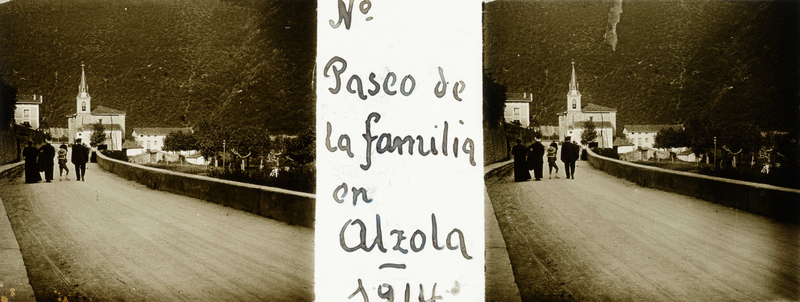 Nº
Paseo de
la familia
en
Alzola
1914